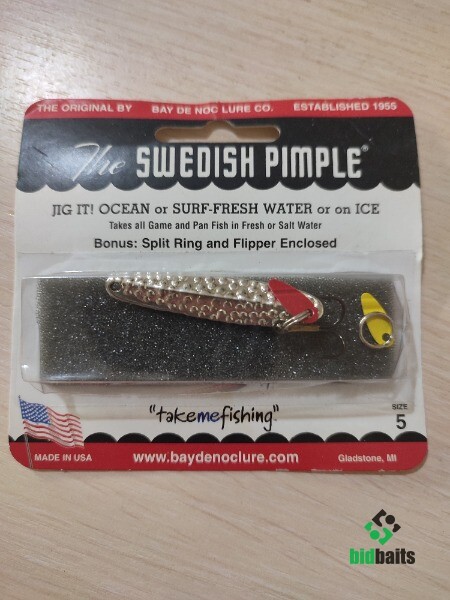 THE ORIGINAL BY BAY DE NOC LURE CO. ESTABLISHED 1955
The SWEDISH PIMPLE®
JIG IT! OCEAN or SURF-FRESH WATER or on ICE
Takes all Game and Pan Fish in Fresh or Salt Water
Bonus: Split Ring and Flipper Enclosed
"takemefishing"
SIZE
5
MADE IN USA www.baydenoclure.com Gladstone, MI
bidbaits